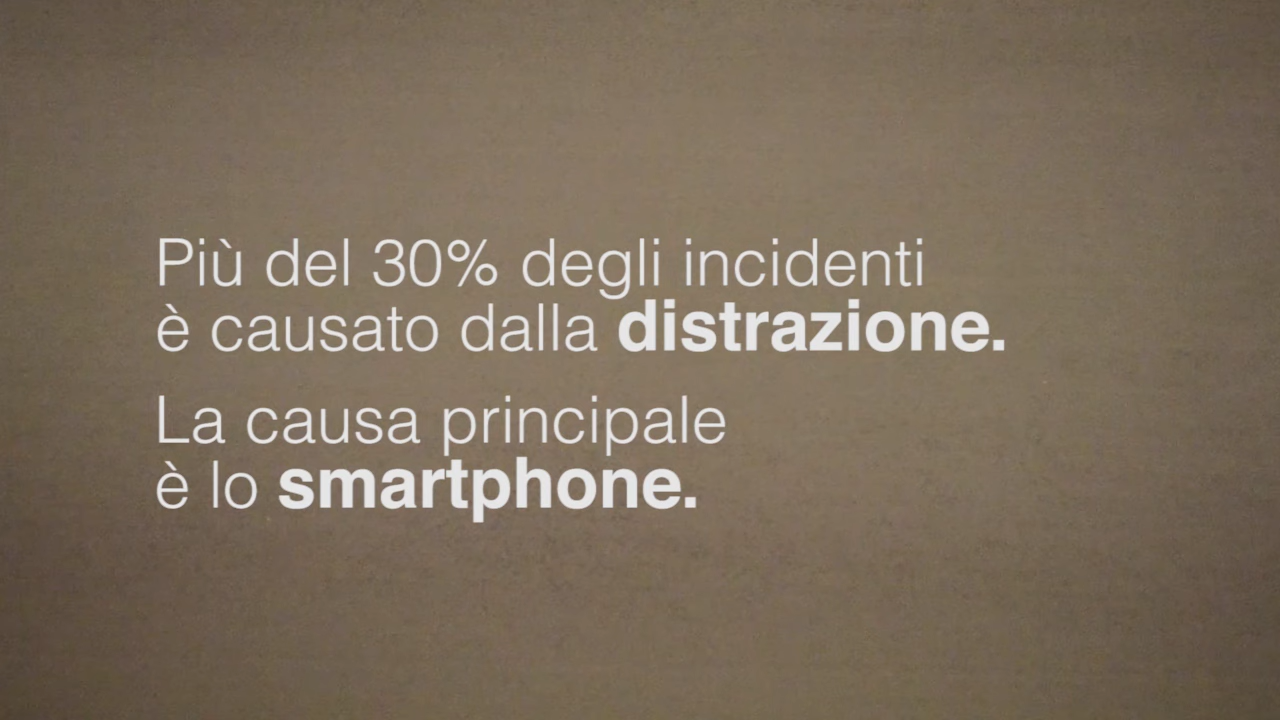 Più del 30% degli incidenti
è causato dalla distrazione.
La causa principale
è lo smartphone.